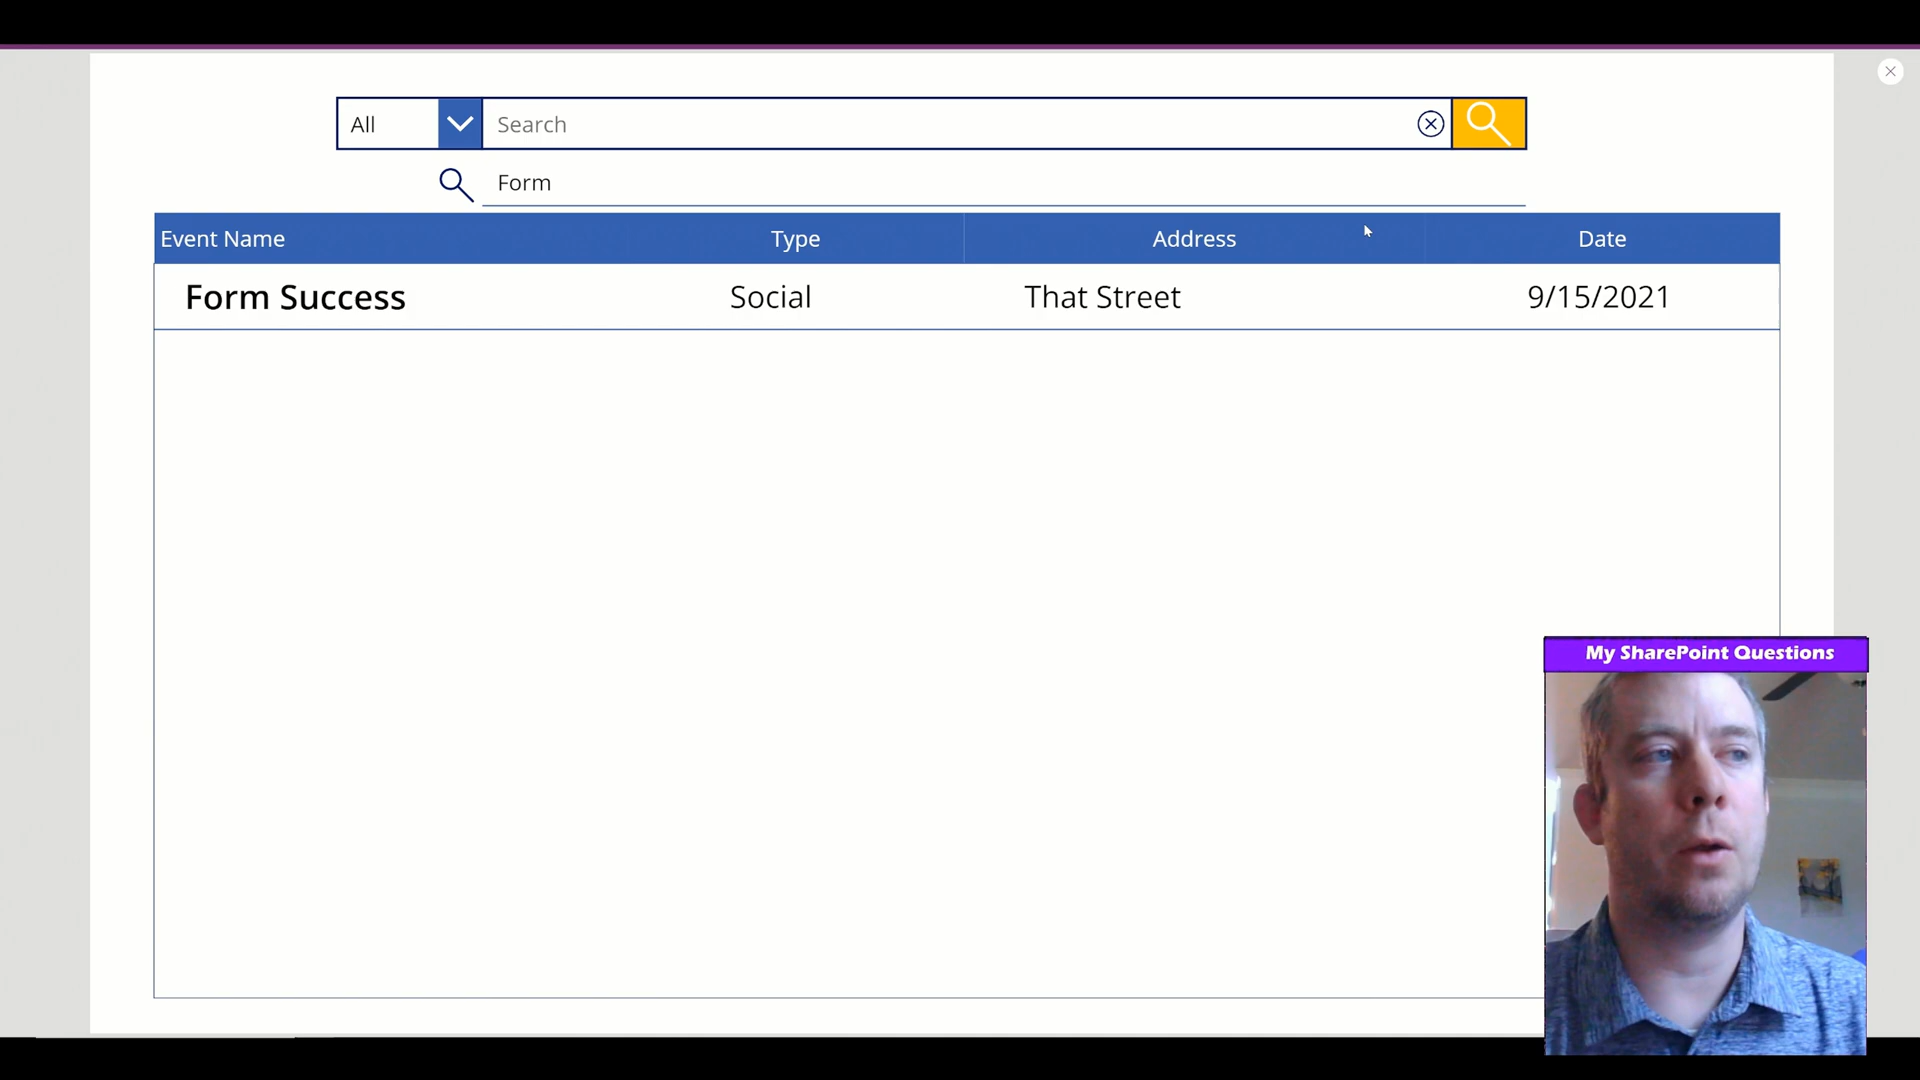 All
Search
Form
Event Name Type Address Date
Form Success Social That Street 9/15/2021
My SharePoint Questions